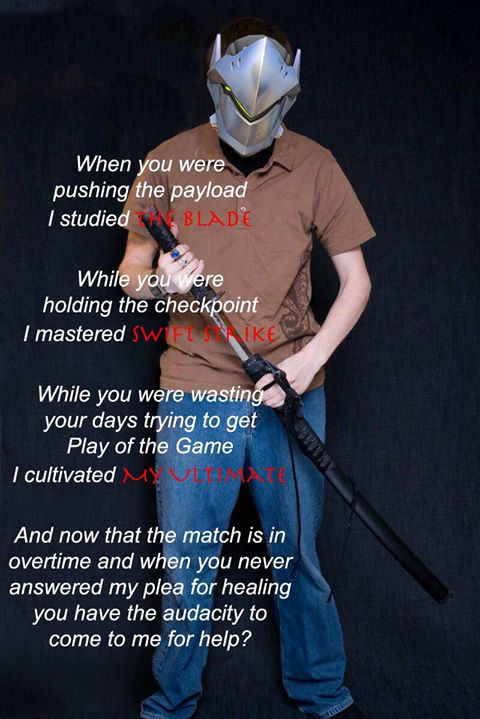 When you were
pushing the payload
I studied THE BLADE
While you were
holding the checkpoint
I mastered SWIFT STRIKE
While you were wasting
your days trying to get
Play of the Game
I cultivated MY ULTIMATE
And now that the match is in
overtime and when you never
answered my plea for healing
you have the audacity to
come to me for help?